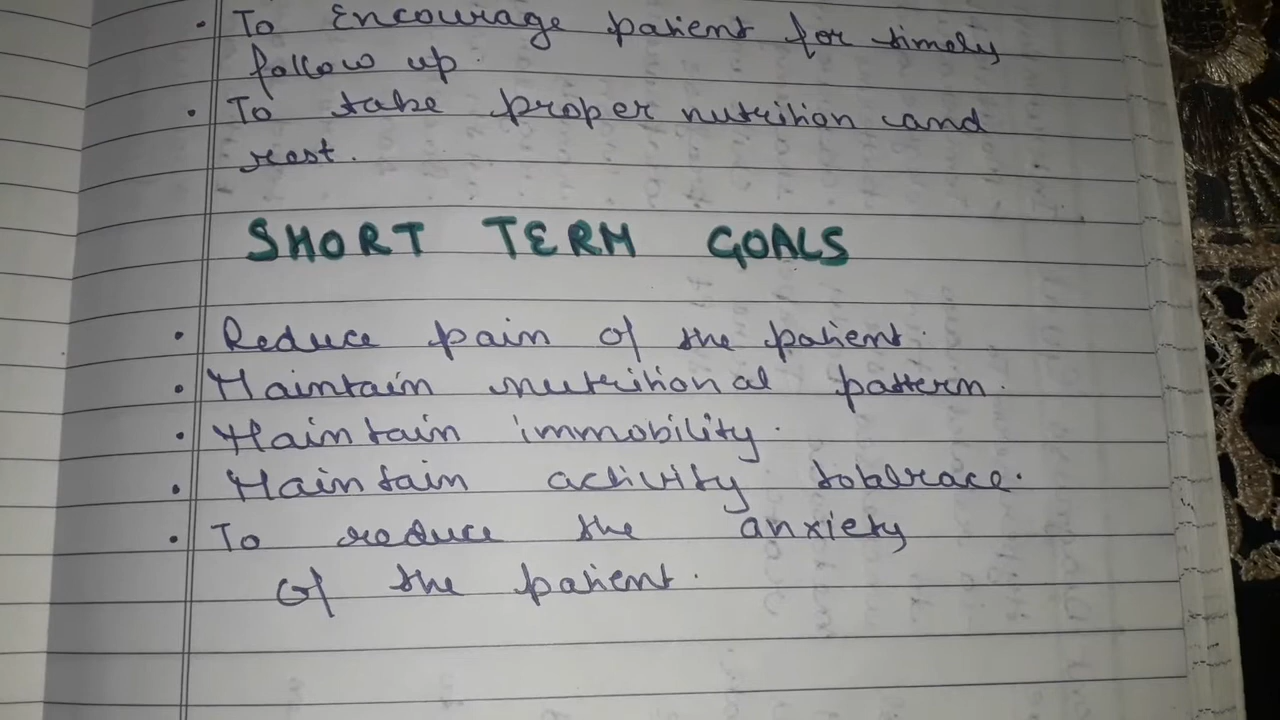 • To Encourage patient for timely
follow up.
• To take proper nutrition and
rest.
SHORT TERM GOALS
• Reduce pain of the patient.
• Maintain nutritional pattern.
• Maintain immobility.
• Maintain activity tolerace.
• To reduce the anxiety
of the patient.